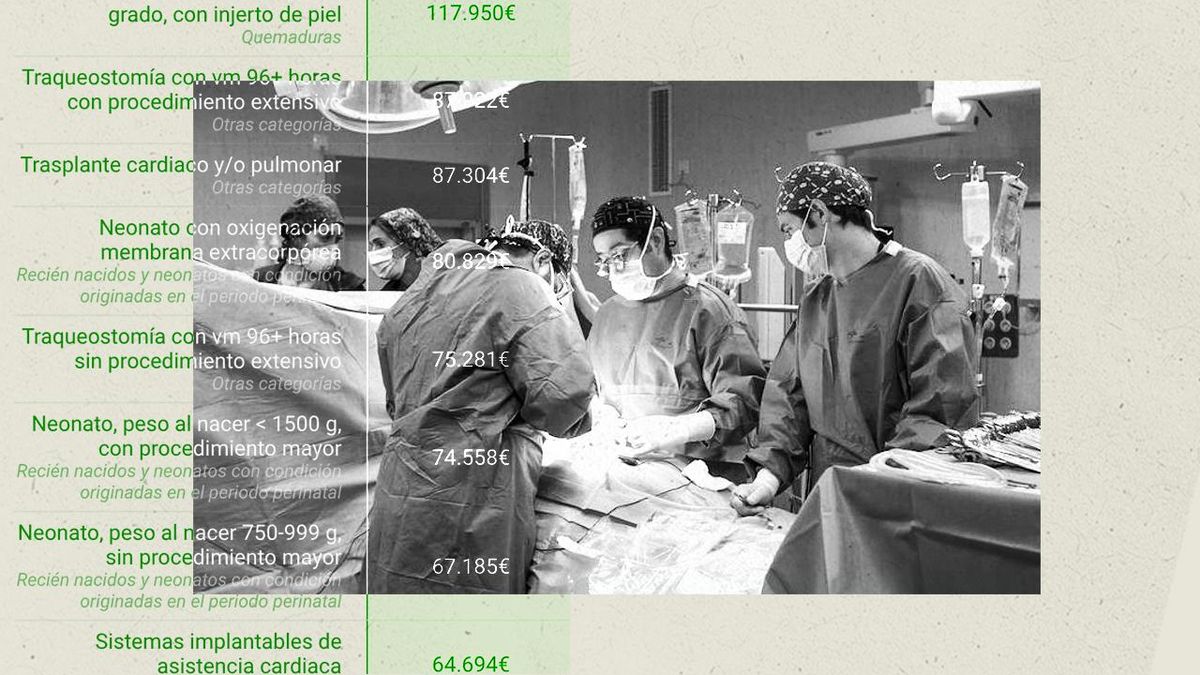 grado, con injerto de piel
117.950€
Quemaduras
Traqueostomía con vm 96+ horas
con procedimiento extensivo
87.922€
Otras categorías
Trasplante cardiaco y/o pulmonar
87.304€
Otras categorías
Neonato con oxigenación
membrana extracorpórea
80.829€
Recién nacidos y neonatos con condición
originadas en el periodo perinatal
Traqueostomía con vm 96+ horas
sin procedimiento extensivo
75.281€
Otras categorías
Neonato, peso al nacer < 1500 g,
con procedimiento mayor
74.558€
Recién nacidos y neonatos con condición
originadas en el periodo perinatal
Neonato, peso al nacer 750-999 g,
sin procedimiento mayor
67.185€
Recién nacidos y neonatos con condición
originadas en el periodo perinatal
Sistemas implantables de
asistencia cardiaca
64.694€